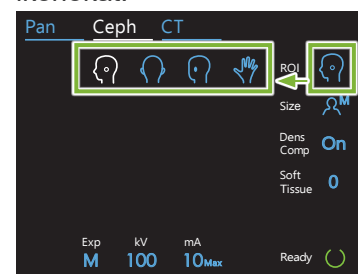 Pan Ceph CT
ROI
Size M
Dens
Comp On
Soft
Tissue 0
Exp kV mA
M 100 10Max
Ready